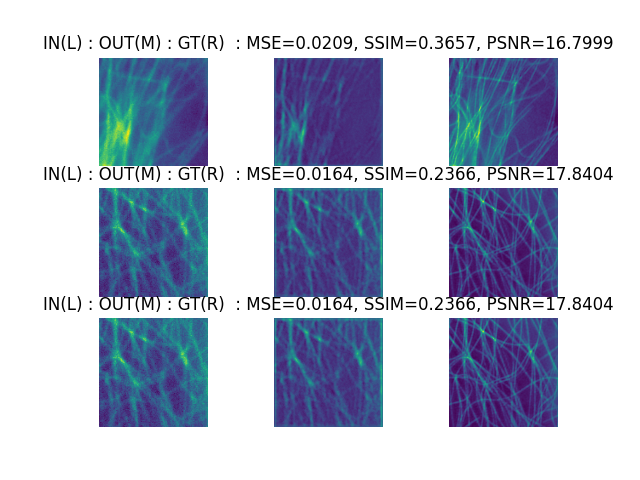 IN(L) : OUT(M) : GT(R)  : MSE=0.0209, SSIM=0.3657, PSNR=16.7999
IN(L) : OUT(M) : GT(R)  : MSE=0.0164, SSIM=0.2366, PSNR=17.8404
IN(L) : OUT(M) : GT(R)  : MSE=0.0164, SSIM=0.2366, PSNR=17.8404